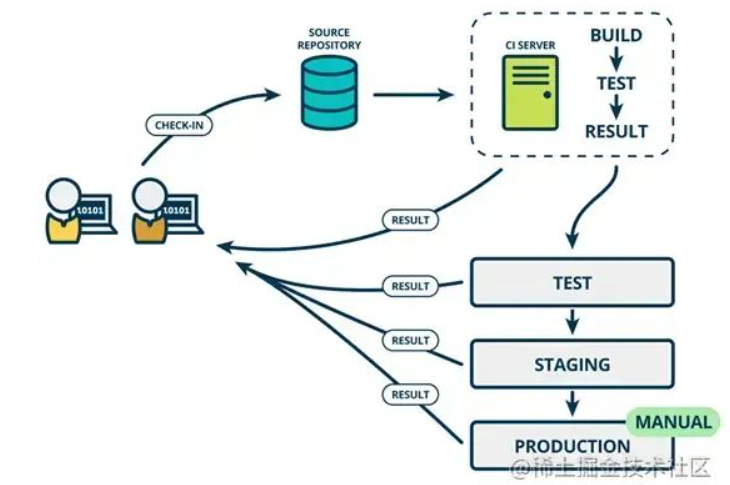 SOURCE
REPOSITORY
CI SERVER
BUILD
TEST
RESULT
CHECK-IN
10101
10101
RESULT
RESULT
TEST
RESULT
STAGING
RESULT
MANUAL
PRODUCTION
@稀土掘金技术社区